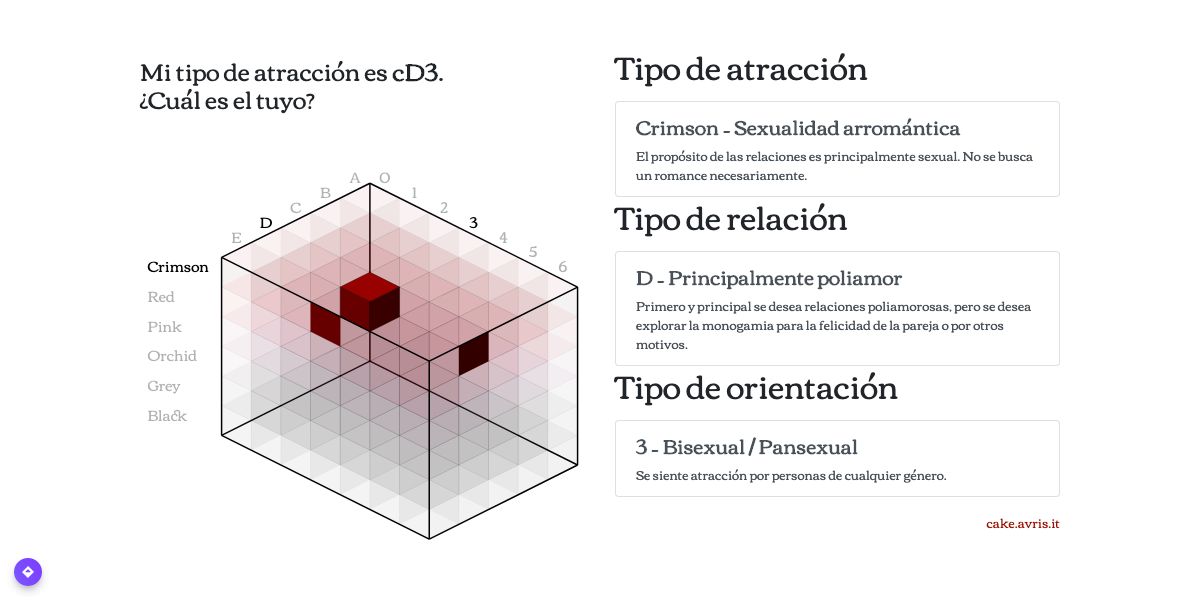 Mi tipo de atracción es cD3.
¿Cuál es el tuyo?
A
B
C
D
E
0
1
2
3
4
5
6
Crimson
Red
Pink
Orchid
Grey
Black
Tipo de atracción
Crimson - Sexualidad arromántica
El propósito de las relaciones es principalmente sexual. No se busca
un romance necesariamente.
Tipo de relación
D - Principalmente poliamor
Primero y principal se desea relaciones poliamorosas, pero se desea
explorar la monogamia para la felicidad de la pareja o por otros
motivos.
Tipo de orientación
3 - Bisexual / Pansexual
Se siente atracción por personas de cualquier género.
cake.avris.it